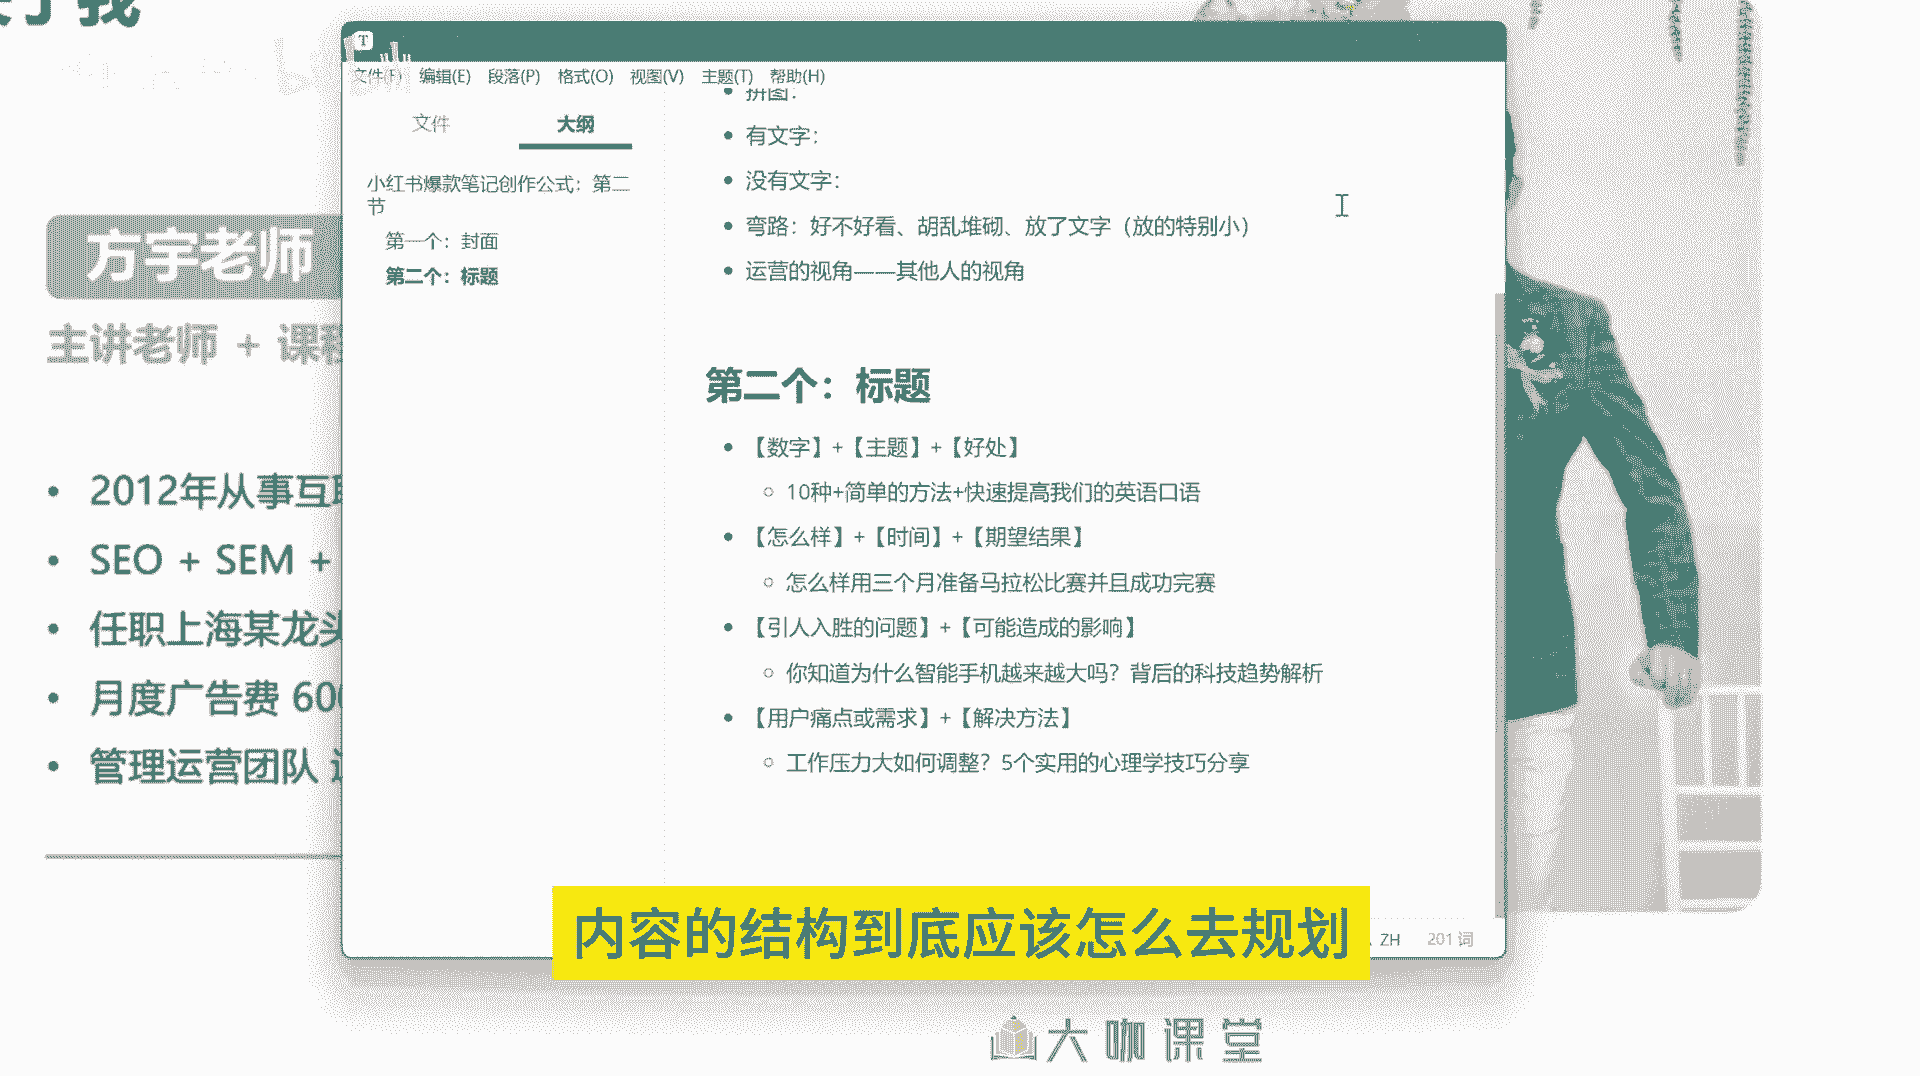 了我
方宇老师
主讲老师 + 课程
2012年从事互联
SEO + SEM +
任职上海某龙头
月度广告费 600
管理运营团队
T
文件(F) 编辑(E) 段落(P) 格式(O) 视图(V) 主题(T) 帮助(H)
文件 大纲
小红书爆款笔记创作公式：第二
节
第一个：封面
第二个：标题
拼图：
有文字：
没有文字：
弯路：好不好看、胡乱堆砌、放了文字（放的特别小）
运营的视角——其他人的视角
第二个：标题
【数字】+【主题】+【好处】
10种+简单的方法+快速提高我们的英语口语
【怎么样】+【时间】+【期望结果】
怎么样用三个月准备马拉松比赛并且成功完赛
【引人入胜的问题】+【可能造成的影响】
你知道为什么智能手机越来越大吗？背后的科技趋势解析
【用户痛点或需求】+【解决方法】
工作压力大如何调整？5个实用的心理学技巧分享
内容的结构到底应该怎么去规划
ZH 201 词
大咖课堂